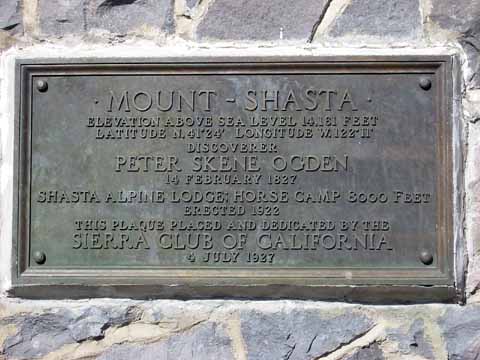 · MOUNT - SHASTA ·
ELEVATION ABOVE SEA LEVEL 14,181 FEET
LATITUDE N. 41°24' LONGITUDE W. 122°11'
DISCOVERER
PETER SKENE OGDEN
14 FEBRUARY 1827
SHASTA ALPINE LODGE; HORSE CAMP 8000 FEET
ERECTED 1922
THIS PLAQUE PLACED AND DEDICATED BY THE
SIERRA CLUB OF CALIFORNIA
4 JULY 1927